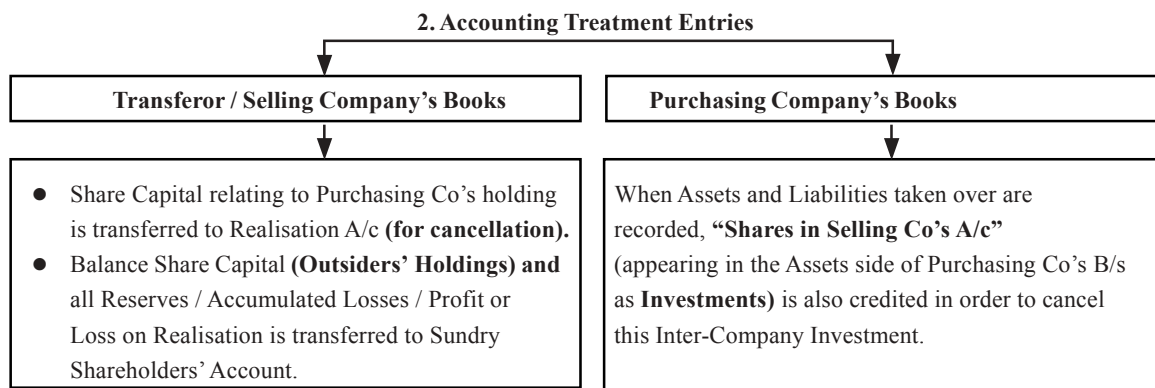 2. Accounting Treatment Entries
Transferor / Selling Company's Books
Purchasing Company's Books
● Share Capital relating to Purchasing Co's holding
is transferred to Realisation A/c (for cancellation).
● Balance Share Capital (Outsiders' Holdings) and
all Reserves / Accumulated Losses / Profit or
Loss on Realisation is transferred to Sundry
Shareholders' Account.
When Assets and Liabilities taken over are
recorded, “Shares in Selling Co's A/c”
(appearing in the Assets side of Purchasing Co's B/s
as Investments) is also credited in order to cancel
this Inter-Company Investment.